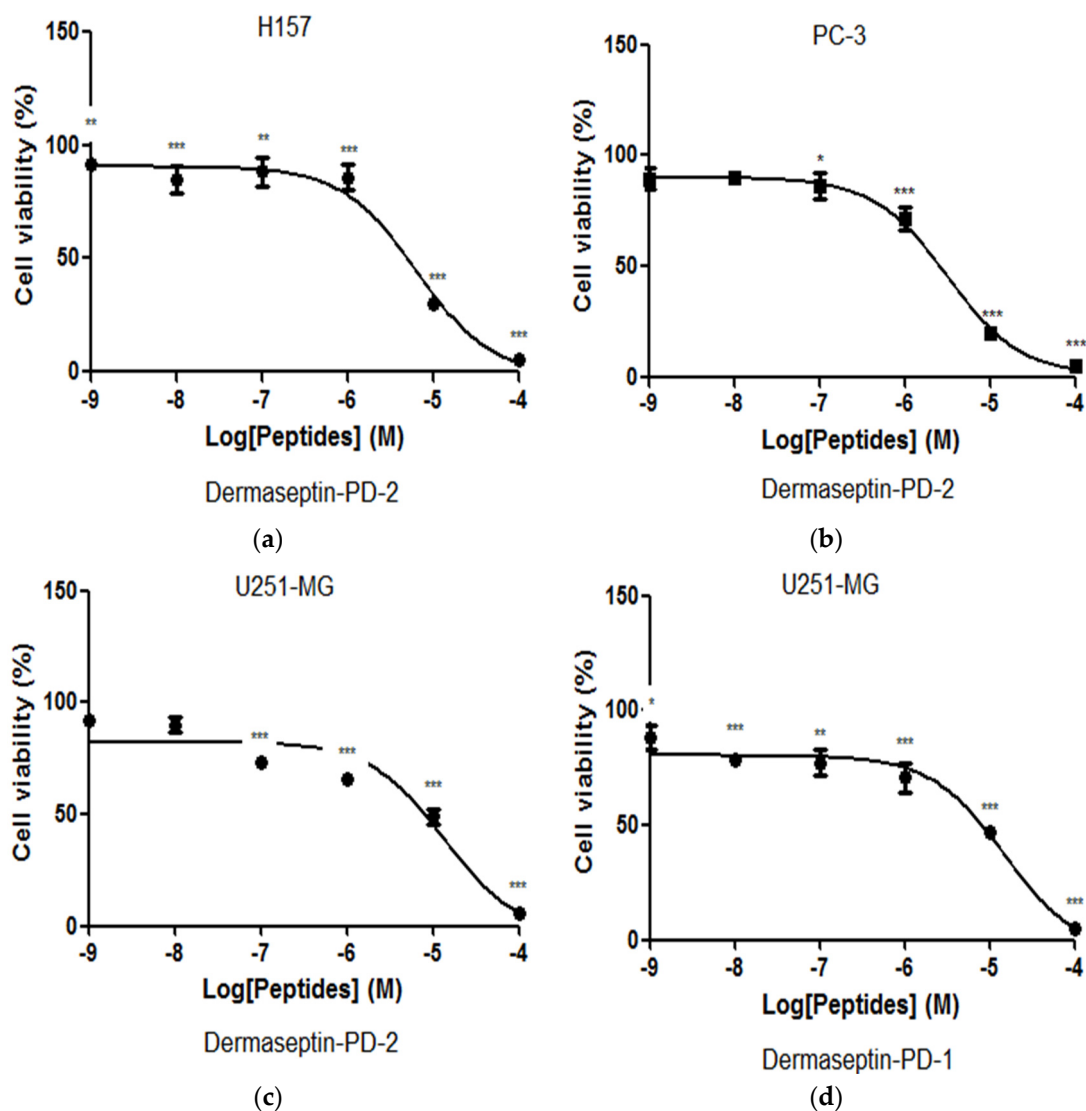 H157
Cell viability (%)
150
100
50
0
** *** ** *** *** ***
-9 -8 -7 -6 -5 -4
Log[Peptides] (M)
Dermaseptin-PD-2
(a)
PC-3
Cell viability (%)
150
100
50
0
* *** *** ***
-9 -8 -7 -6 -5 -4
Log[Peptides] (M)
Dermaseptin-PD-2
(b)
U251-MG
Cell viability (%)
150
100
50
0
*** *** *** ***
-9 -8 -7 -6 -5 -4
Log[Peptides] (M)
Dermaseptin-PD-2
(c)
U251-MG
Cell viability (%)
150
100
50
0
* *** ** *** *** ***
-9 -8 -7 -6 -5 -4
Log[Peptides] (M)
Dermaseptin-PD-1
(d)